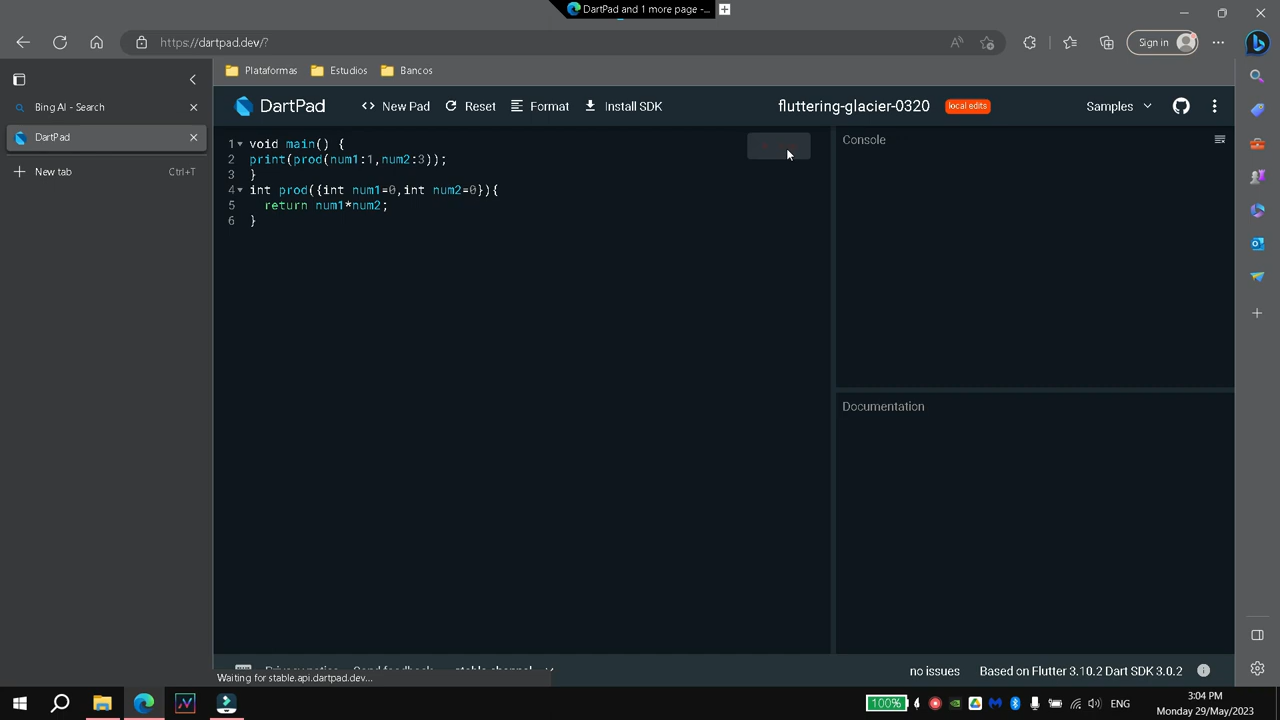 DartPad and 1 more page -...
https://dartpad.dev/?
Sign in
Bing AI - Search
DartPad
New tab
Ctrl+T
Plataformas
Estudios
Bancos
DartPad
<> New Pad
Reset
Format
Install SDK
fluttering-glacier-0320
local edits
Samples
1 void main() {
2 print(prod(num1:1,num2:3));
3 }
4 int prod({int num1=0,int num2=0}){
5 return num1*num2;
6 }
Console
Documentation
Privacy notice
Send feedback
stable channel
no issues
Based on Flutter 3.10.2 Dart SDK 3.0.2
Waiting for stable.api.dartpad.dev...
100%
ENG
3:04 PM
Monday 29/May/2023